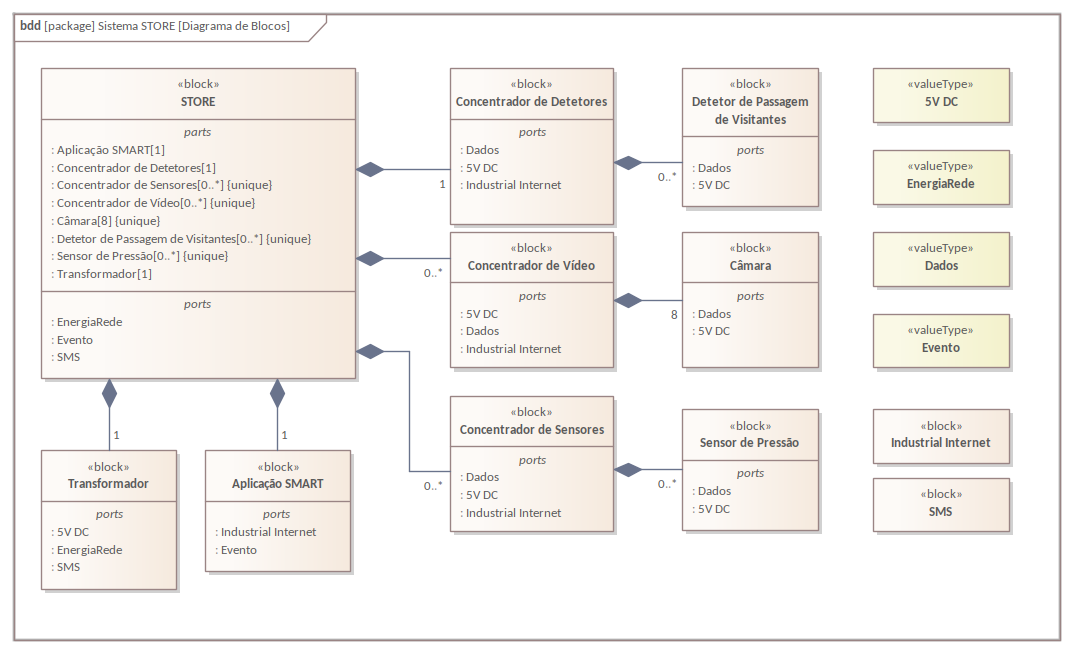 bdd [package] Sistema STORE [Diagrama de Blocos]
«block»
STORE
parts
: Aplicação SMART[1]
: Concentrador de Detetores[1]
: Concentrador de Sensores[0..*] {unique}
: Concentrador de Vídeo[0..*] {unique}
: Câmara[8] {unique}
: Detetor de Passagem de Visitantes[0..*] {unique}
: Sensor de Pressão[0..*] {unique}
: Transformador[1]
ports
: EnergiaRede
: Evento
: SMS
1
0..*
0..*
1
1
«block»
Transformador
ports
: 5V DC
: EnergiaRede
: SMS
«block»
Aplicação SMART
ports
: Industrial Internet
: Evento
«block»
Concentrador de Detetores
ports
: Dados
: 5V DC
: Industrial Internet
0..*
«block»
Detetor de Passagem
de Visitantes
ports
: Dados
: 5V DC
«block»
Concentrador de Vídeo
ports
: 5V DC
: Dados
: Industrial Internet
8
«block»
Câmara
ports
: Dados
: 5V DC
«block»
Concentrador de Sensores
ports
: Dados
: 5V DC
: Industrial Internet
0..*
«block»
Sensor de Pressão
ports
: Dados
: 5V DC
«valueType»
5V DC
«valueType»
EnergiaRede
«valueType»
Dados
«valueType»
Evento
«block»
Industrial Internet
«block»
SMS